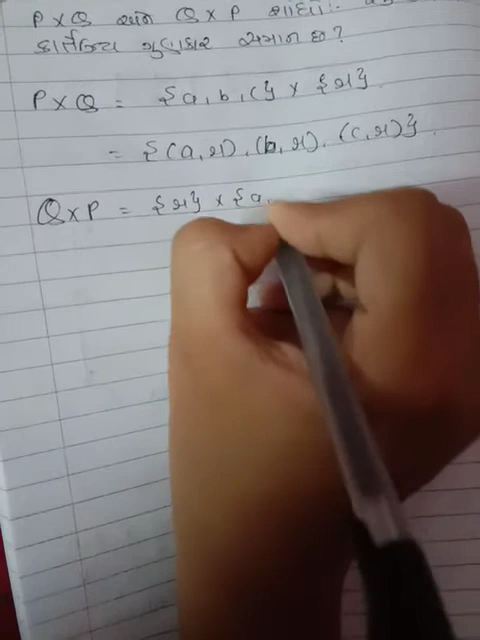 P × Q અને Q × P શોધો.
કાર્તેઝિય ગુણાકાર સમાન છે?
P × Q = {a, b, c} × {અ}
= {(a, અ), (b, અ), (c, અ)}
Q × P = {અ} × {a,